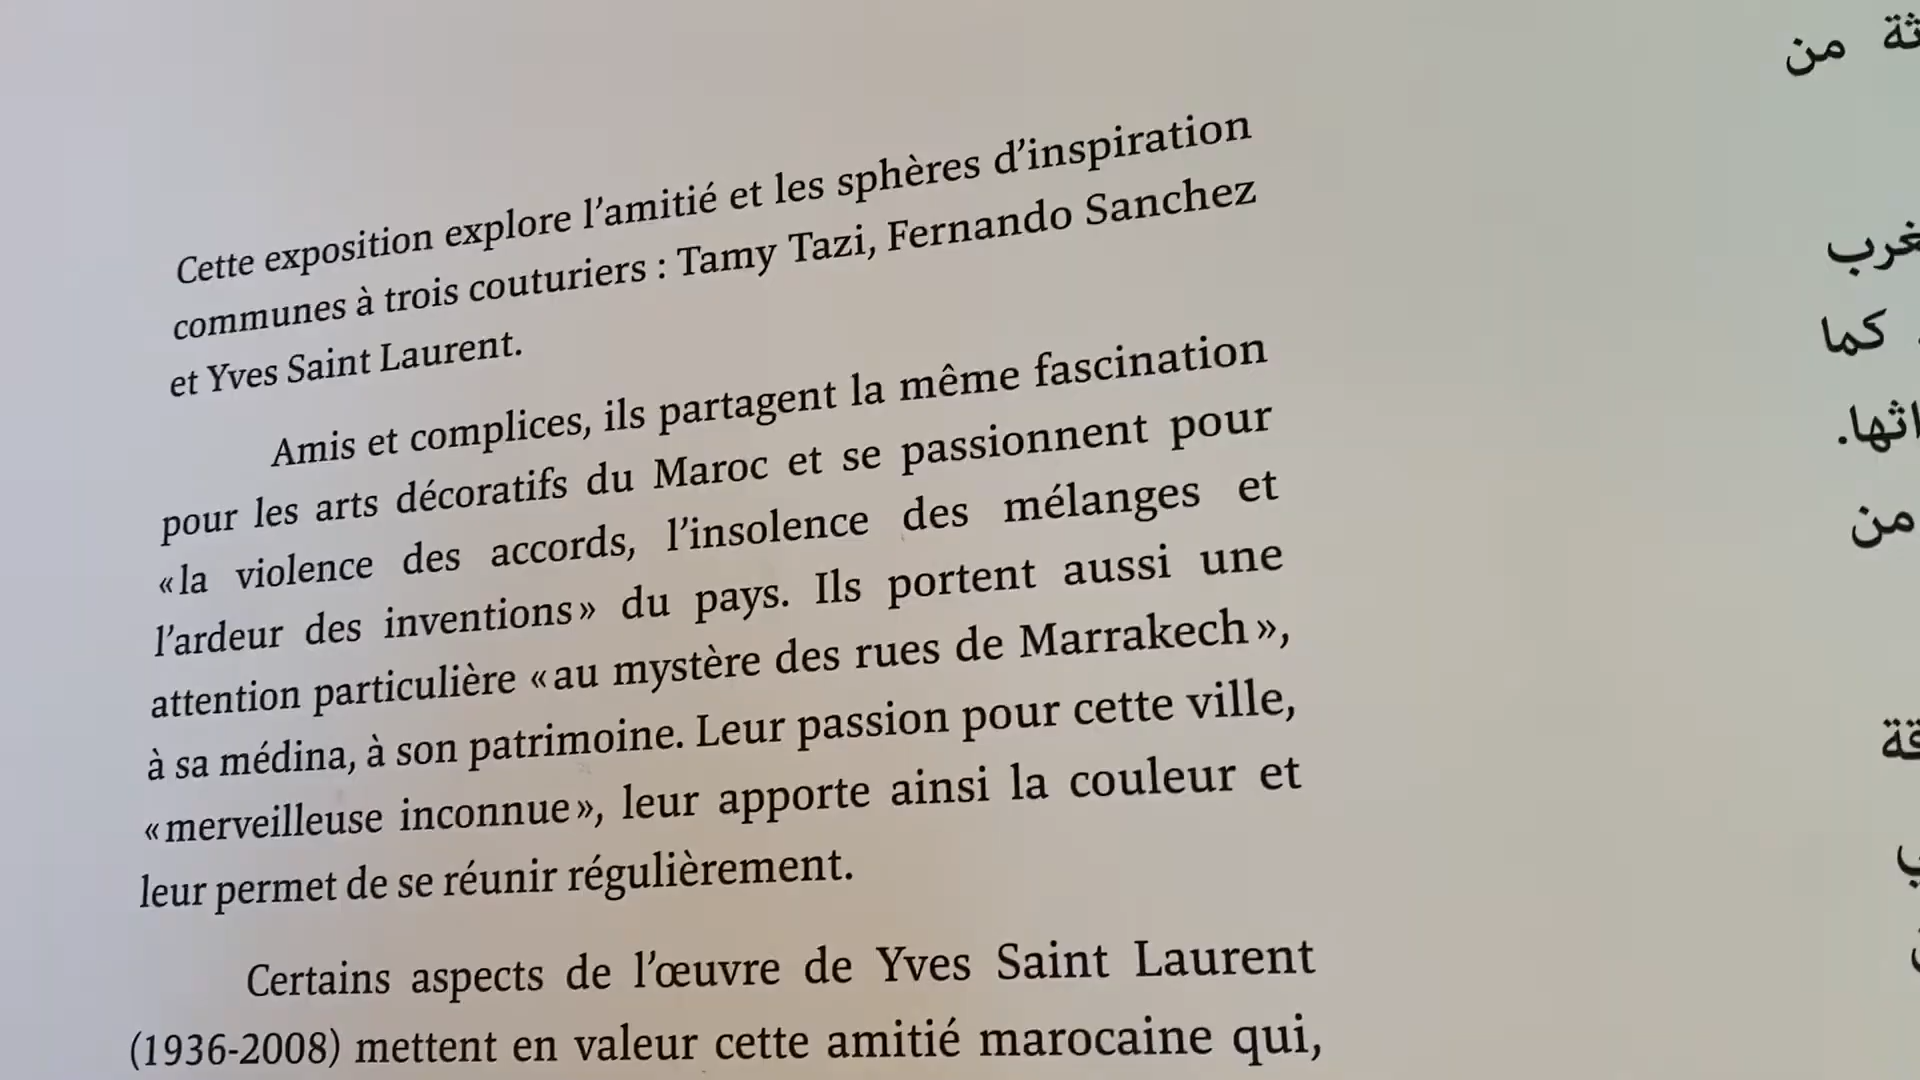 Cette exposition explore l’amitié et les sphères d’inspiration
communes à trois couturiers : Tamy Tazi, Fernando Sanchez
et Yves Saint Laurent.
Amis et complices, ils partagent la même fascination
pour les arts décoratifs du Maroc et se passionnent pour
«la violence des accords, l’insolence des mélanges et
l’ardeur des inventions» du pays. Ils portent aussi une
attention particulière «au mystère des rues de Marrakech»,
à sa médina, à son patrimoine. Leur passion pour cette ville,
«merveilleuse inconnue», leur apporte ainsi la couleur et
leur permet de se réunir régulièrement.
Certains aspects de l’œuvre de Yves Saint Laurent
(1936-2008) mettent en valeur cette amitié marocaine qui,
من
كما
من